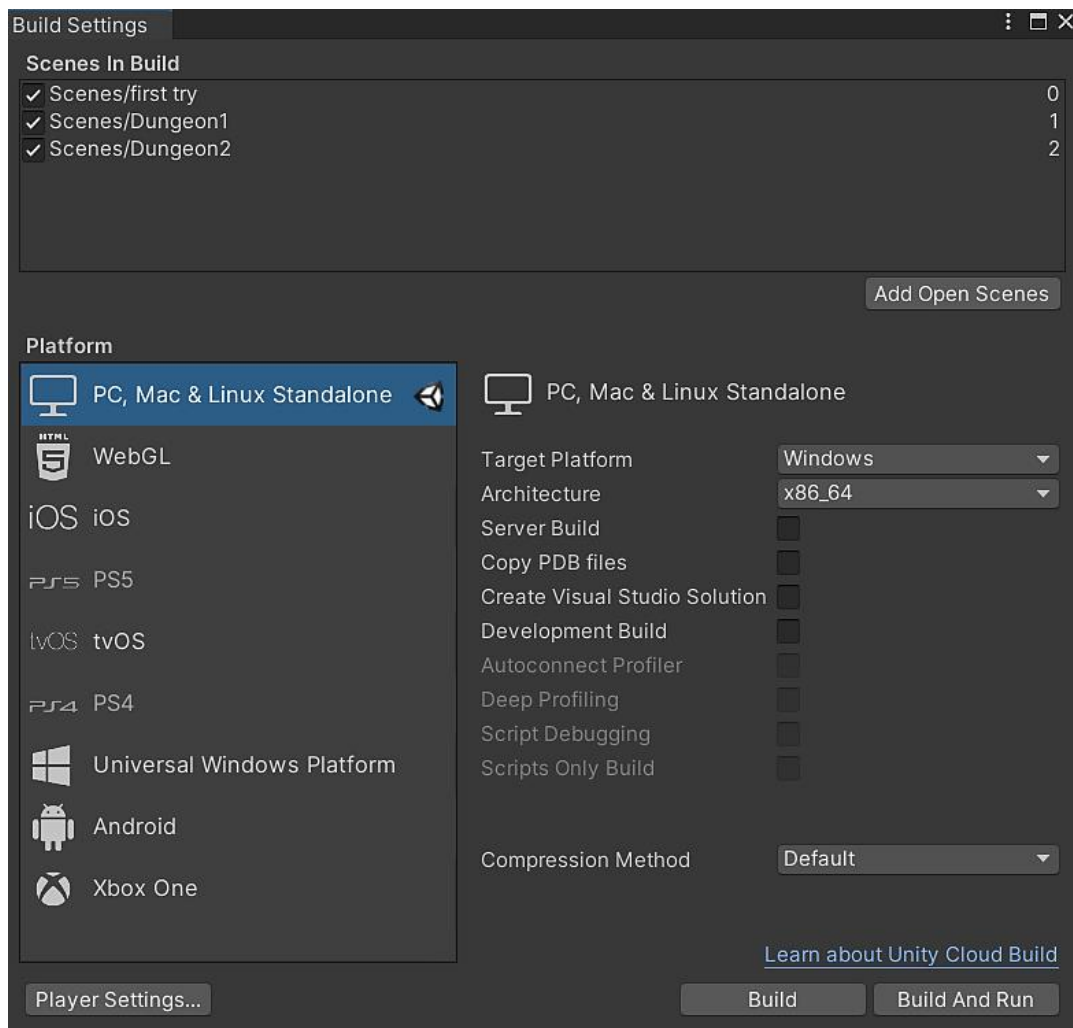 Build Settings
Scenes In Build
Scenes/first try 0
Scenes/Dungeon1 1
Scenes/Dungeon2 2
Add Open Scenes
Platform
PC, Mac & Linux Standalone
HTML 5 WebGL
iOS iOS
PS5 PS5
tvOS tvOS
PS4 PS4
Universal Windows Platform
Android
Xbox One
PC, Mac & Linux Standalone
Target Platform Windows
Architecture x86_64
Server Build
Copy PDB files
Create Visual Studio Solution
Development Build
Autoconnect Profiler
Deep Profiling
Script Debugging
Scripts Only Build
Compression Method Default
Learn about Unity Cloud Build
Player Settings... Build Build And Run